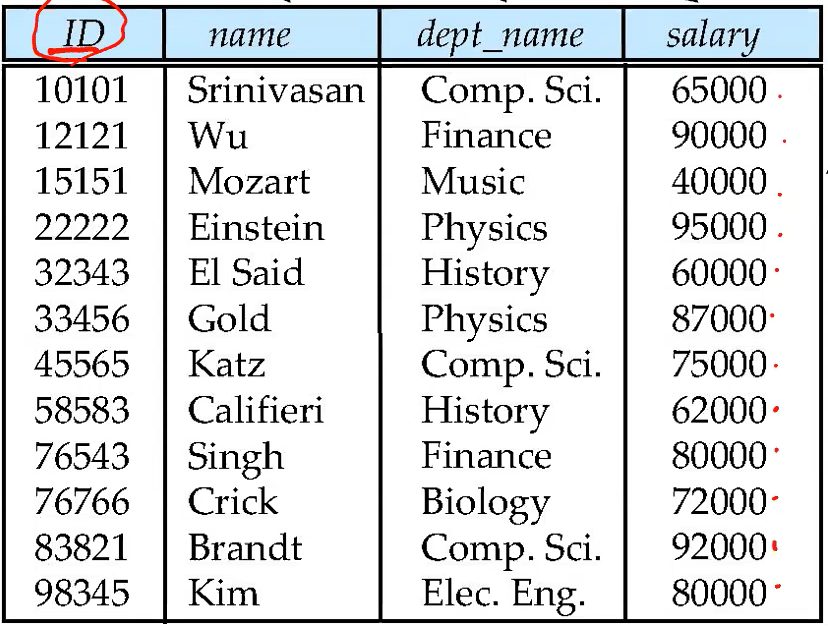 ID name dept_name salary
10101 Srinivasan Comp. Sci. 65000
12121 Wu Finance 90000
15151 Mozart Music 40000
22222 Einstein Physics 95000
32343 El Said History 60000
33456 Gold Physics 87000
45565 Katz Comp. Sci. 75000
58583 Califieri History 62000
76543 Singh Finance 80000
76766 Crick Biology 72000
83821 Brandt Comp. Sci. 92000
98345 Kim Elec. Eng. 80000